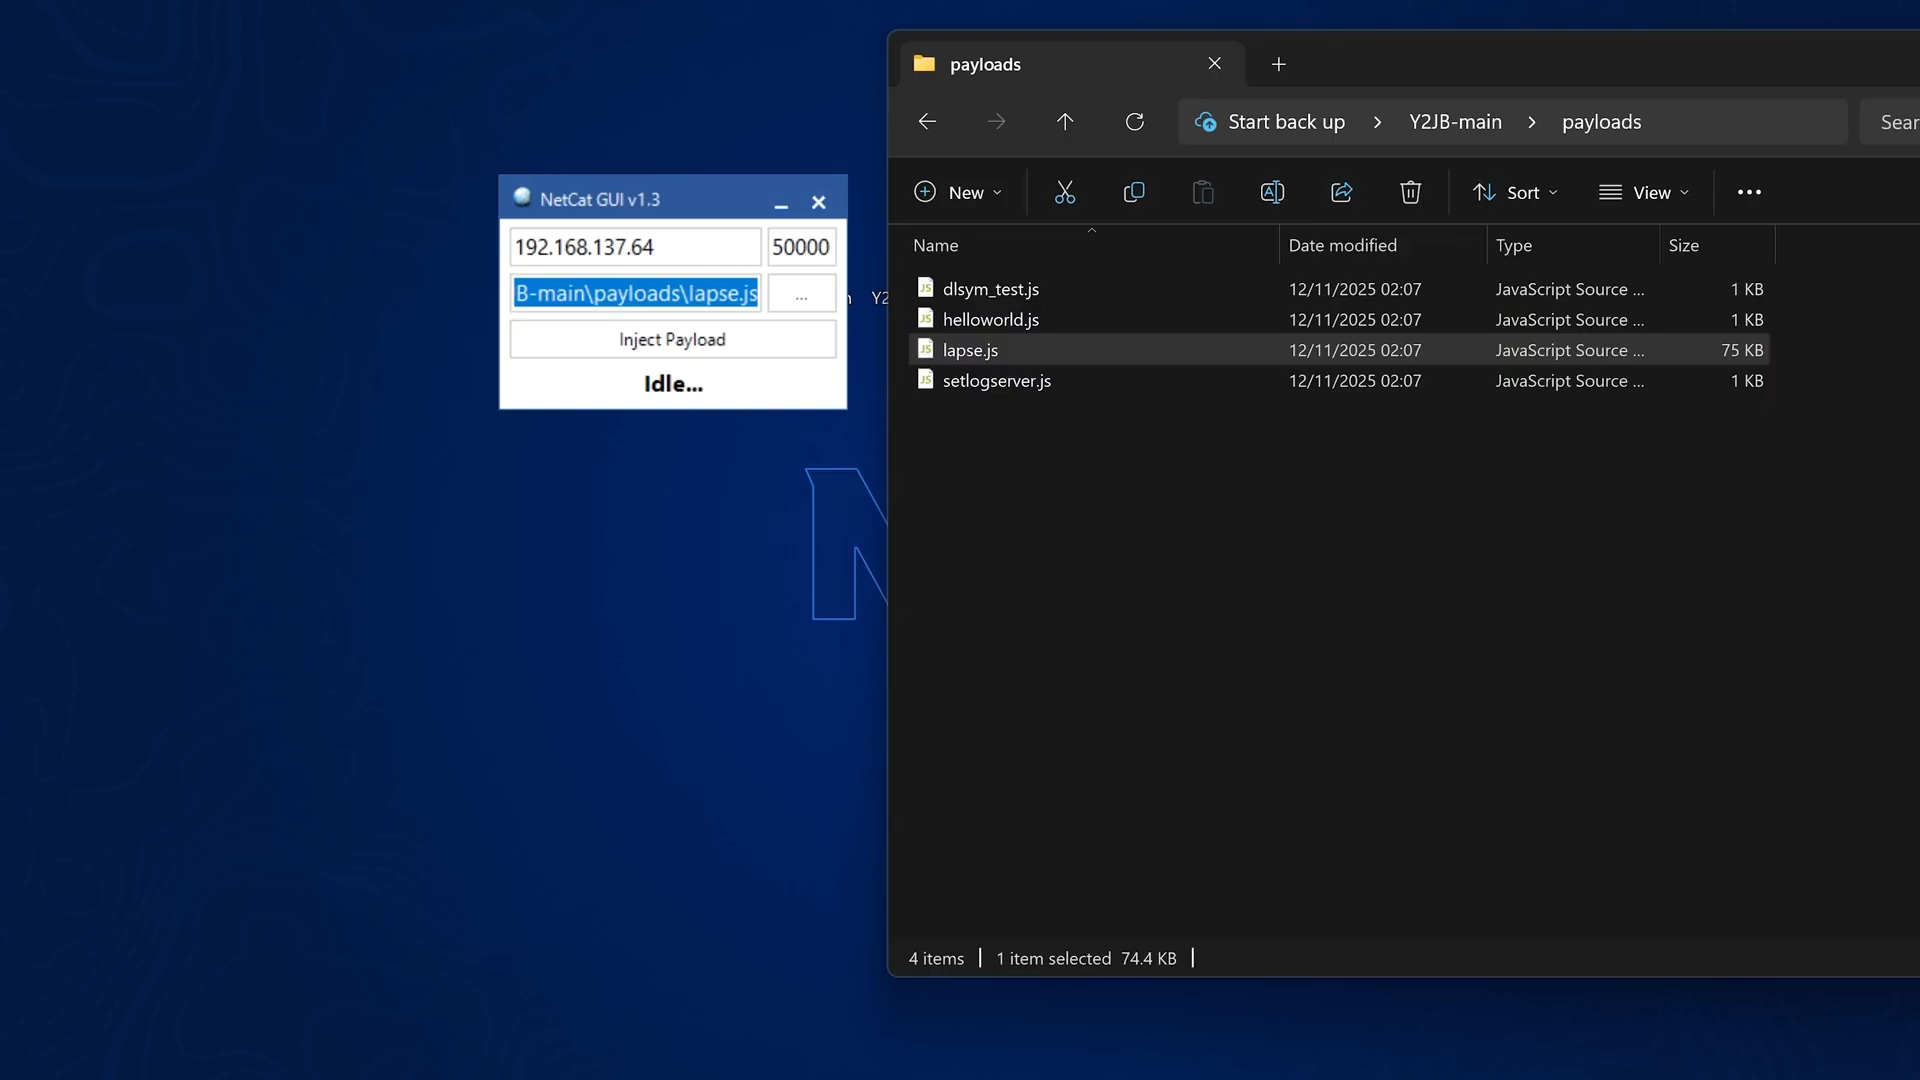 NetCat GUI v1.3
192.168.137.64
50000
B-main\payloads\lapse.js
...
Inject Payload
Idle...
payloads
Start back up
Y2JB-main
payloads
Sear
New
Sort
View
Name
Date modified
Type
Size
dlsym_test.js 12/11/2025 02:07 JavaScript Source ... 1 KB
helloworld.js 12/11/2025 02:07 JavaScript Source ... 1 KB
lapse.js 12/11/2025 02:07 JavaScript Source ... 75 KB
setlogserver.js 12/11/2025 02:07 JavaScript Source ... 1 KB
4 items
1 item selected 74.4 KB